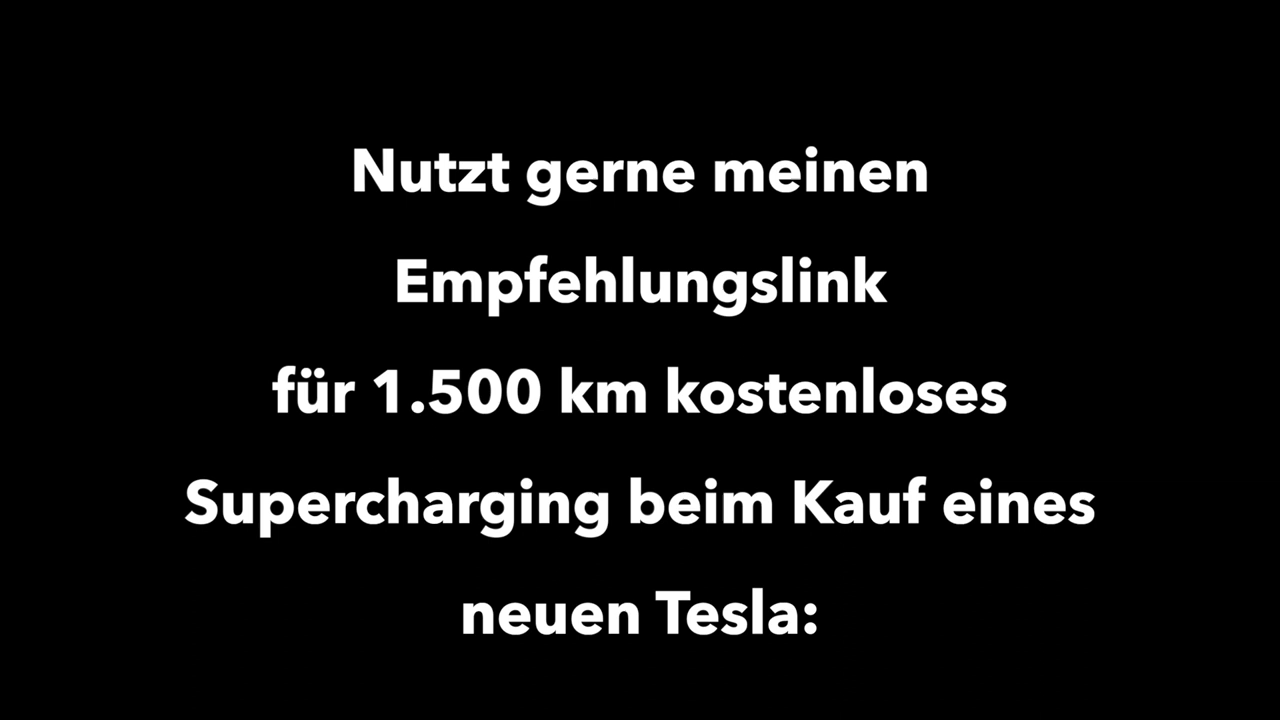 Nutzt gerne meinen
Empfehlungslink
für 1.500 km kostenloses
Supercharging beim Kauf eines
neuen Tesla: